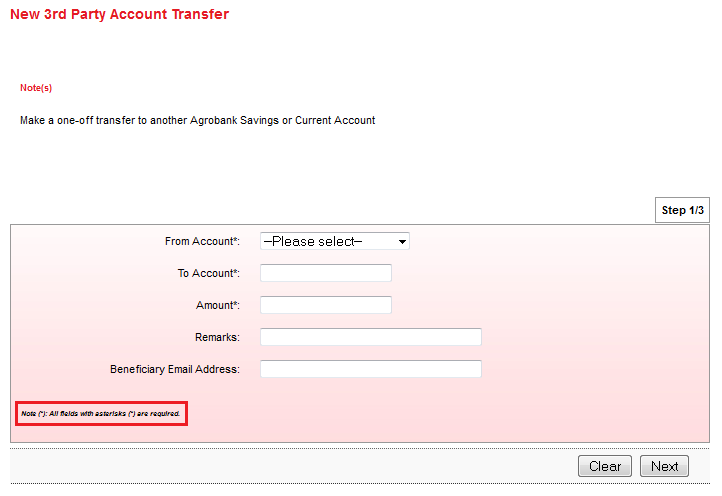 New 3rd Party Account Transfer
Note(s)
Make a one-off transfer to another Agrobank Savings or Current Account
Step 1/3
From Account*: --Please select--
To Account*:
Amount*:
Remarks:
Beneficiary Email Address:
Note (*): All fields with asterisks (*) are required.
Clear Next